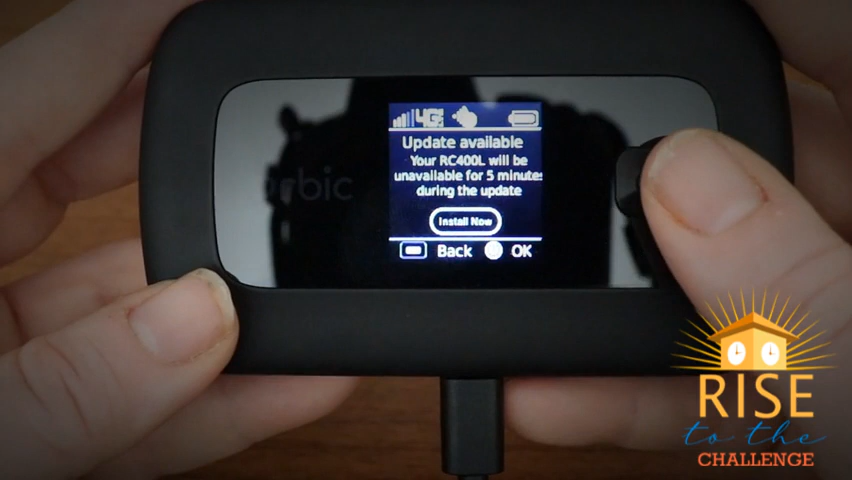 4G
Update available
Your RC400L will be
unavailable for 5 minutes
during the update
Install Now
Back OK
orbic
RISE
to the
CHALLENGE